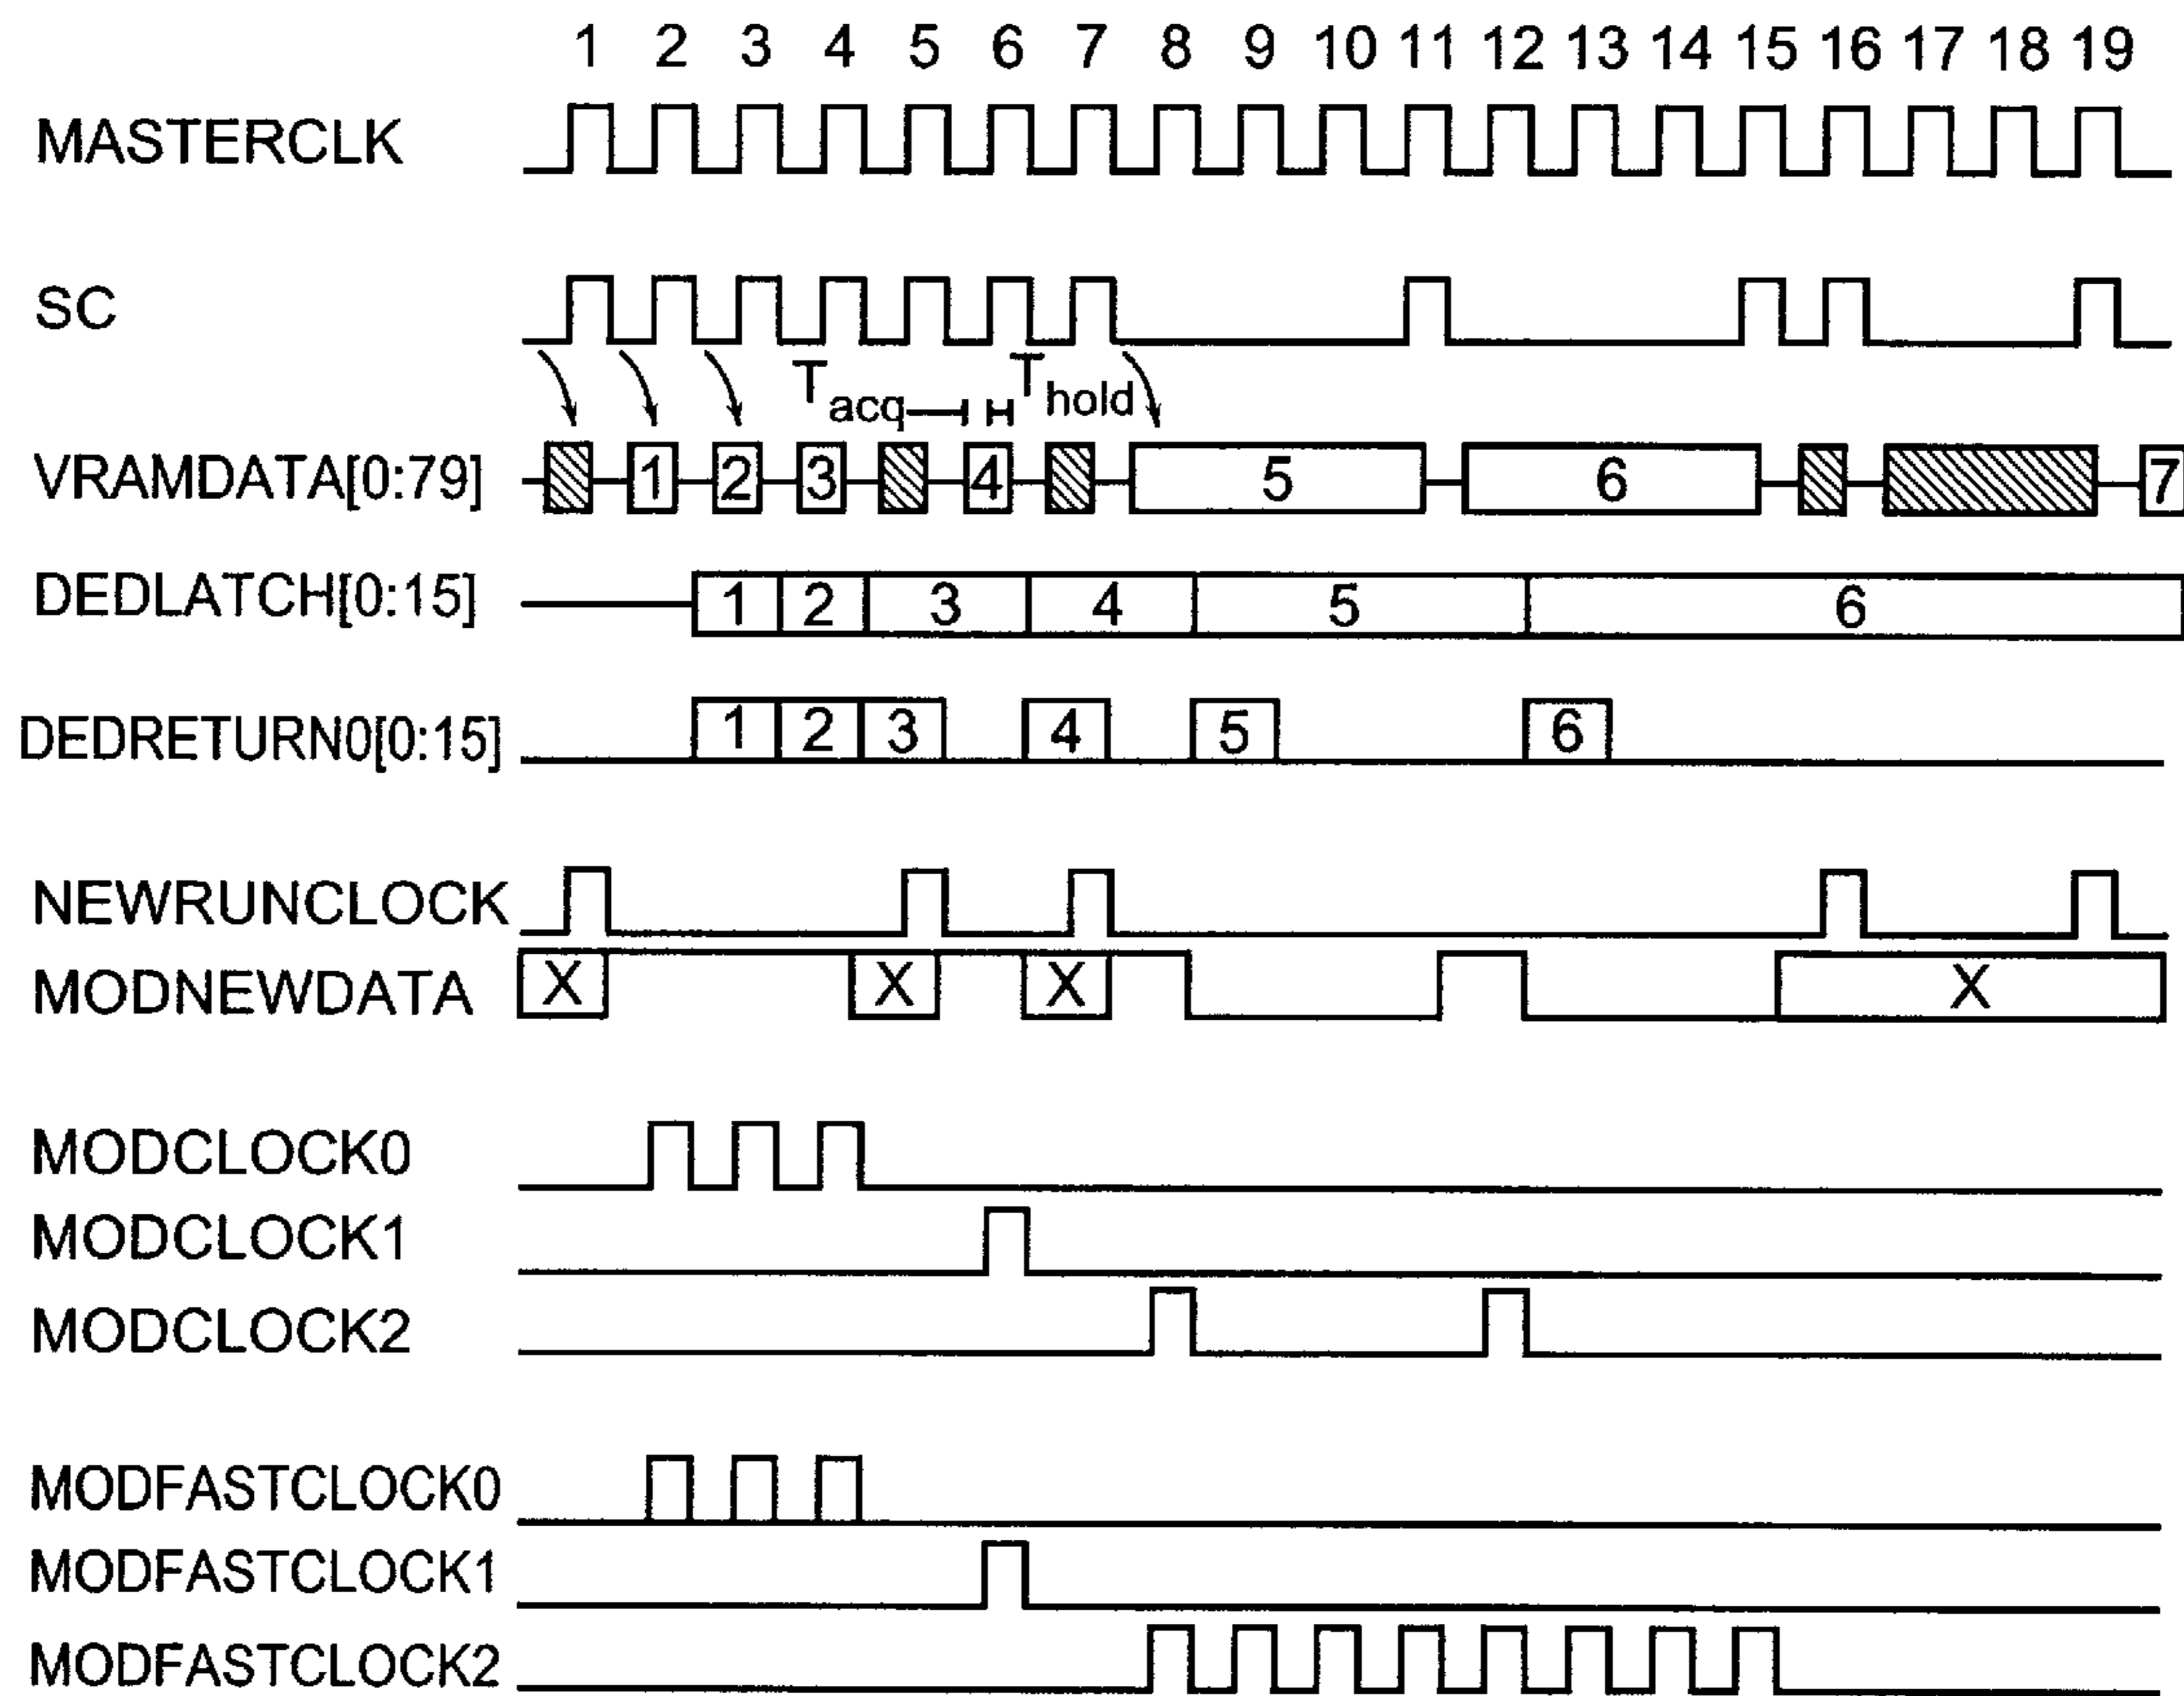 1 2 3 4 5 6 7 8 9 10 11 12 13 14 15 16 17 18 19
MASTERCLK
SC
Tacq Thold
VRAMDATA[0:79] 1 2 3 4 5 6 7
DEDLATCH[0:15] 1 2 3 4 5 6
DEDRETURN0[0:15] 1 2 3 4 5 6
NEWRUNCLOCK
MODNEWDATA X X X X
MODCLOCK0
MODCLOCK1
MODCLOCK2
MODFASTCLOCK0
MODFASTCLOCK1
MODFASTCLOCK2